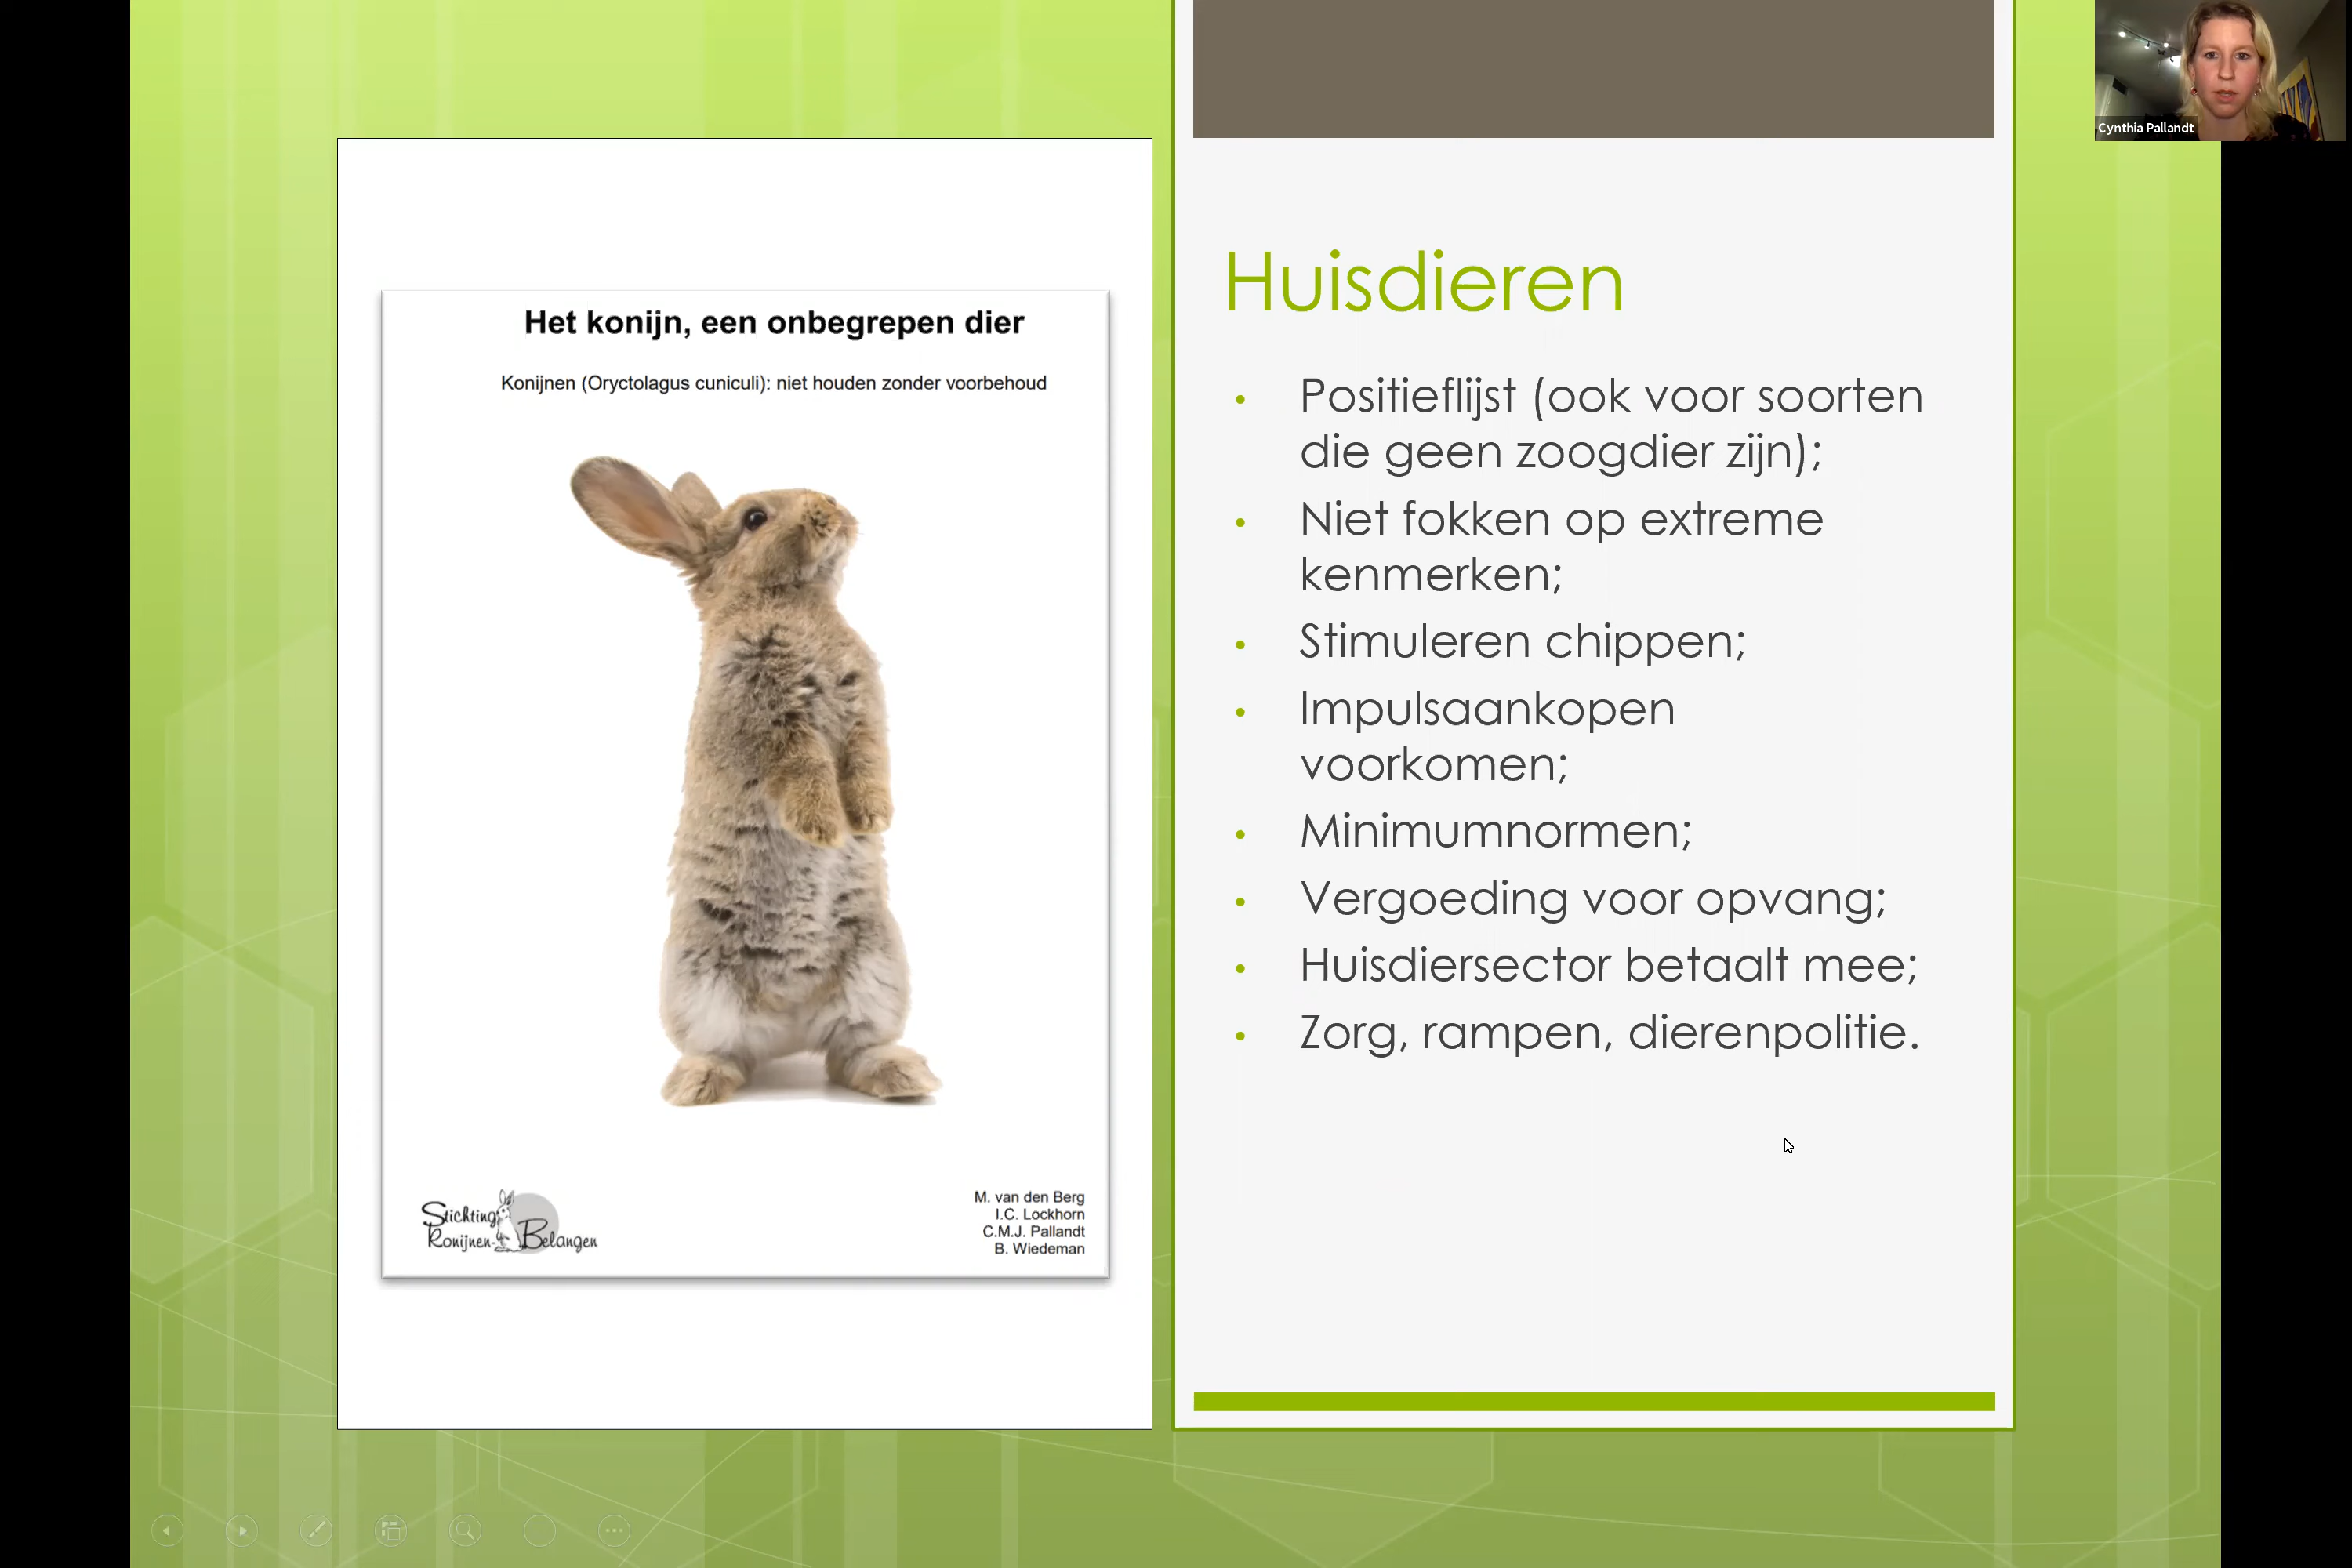 Cynthia Pallandt
Het konijn, een onbegrepen dier
Konijnen (Oryctolagus cuniculi): niet houden zonder voorbehoud
Stichting
Konijnen-Belangen
M. van den Berg
I.C. Lockhorn
C.M.J. Pallandt
B. Wiedeman
Huisdieren
• Positieflijst (ook voor soorten
die geen zoogdier zijn);
• Niet fokken op extreme
kenmerken;
• Stimuleren chippen;
• Impulsaankopen
voorkomen;
• Minimumnormen;
• Vergoeding voor opvang;
• Huisdiersector betaalt mee;
• Zorg, rampen, dierenpolitie.